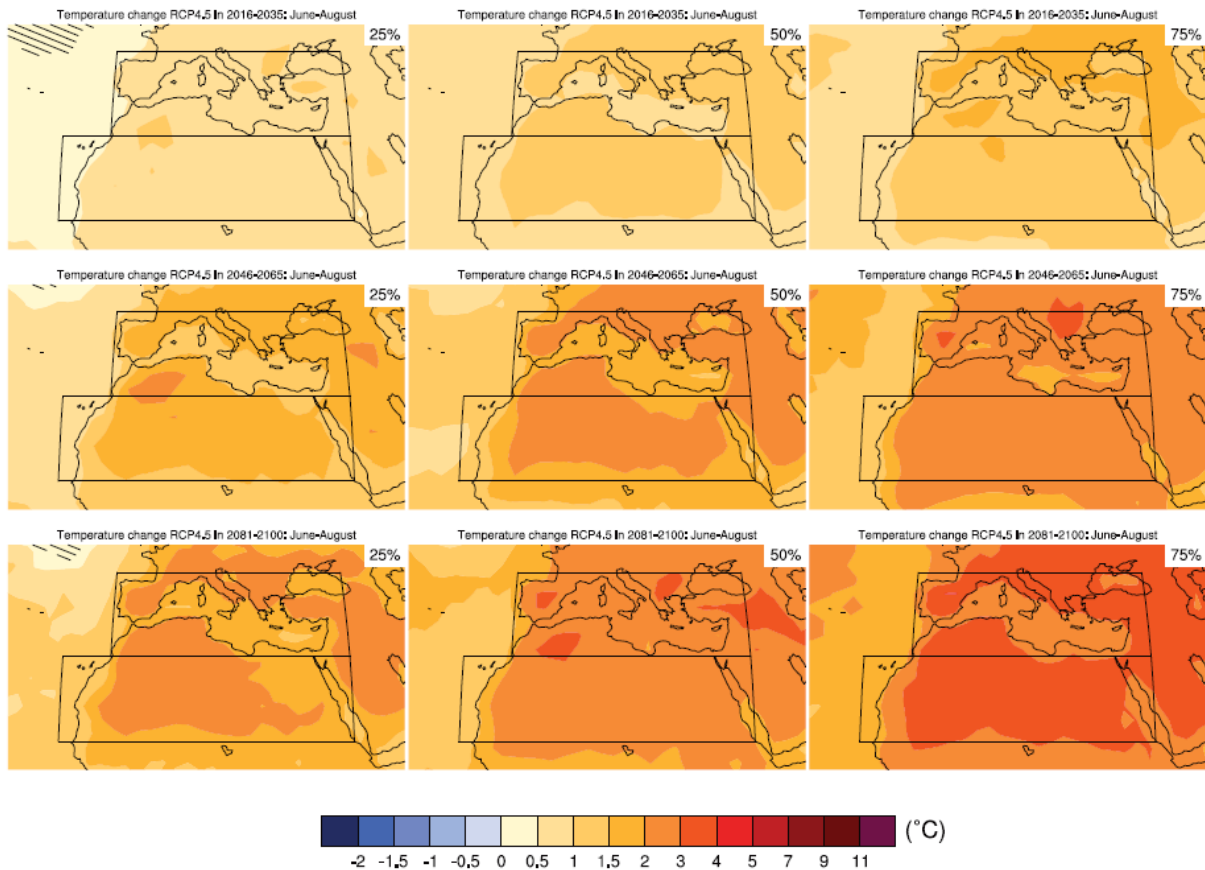 Temperature change RCP4.5 in 2016-2035: June-August
25%
Temperature change RCP4.5 in 2016-2035: June-August
50%
Temperature change RCP4.5 in 2016-2035: June-August
75%
Temperature change RCP4.5 in 2046-2065: June-August
25%
Temperature change RCP4.5 in 2046-2065: June-August
50%
Temperature change RCP4.5 in 2046-2065: June-August
75%
Temperature change RCP4.5 in 2081-2100: June-August
25%
Temperature change RCP4.5 in 2081-2100: June-August
50%
Temperature change RCP4.5 in 2081-2100: June-August
75%
(°C)
-2 -1.5 -1 -0.5 0 0.5 1 1.5 2 3 4 5 7 9 11